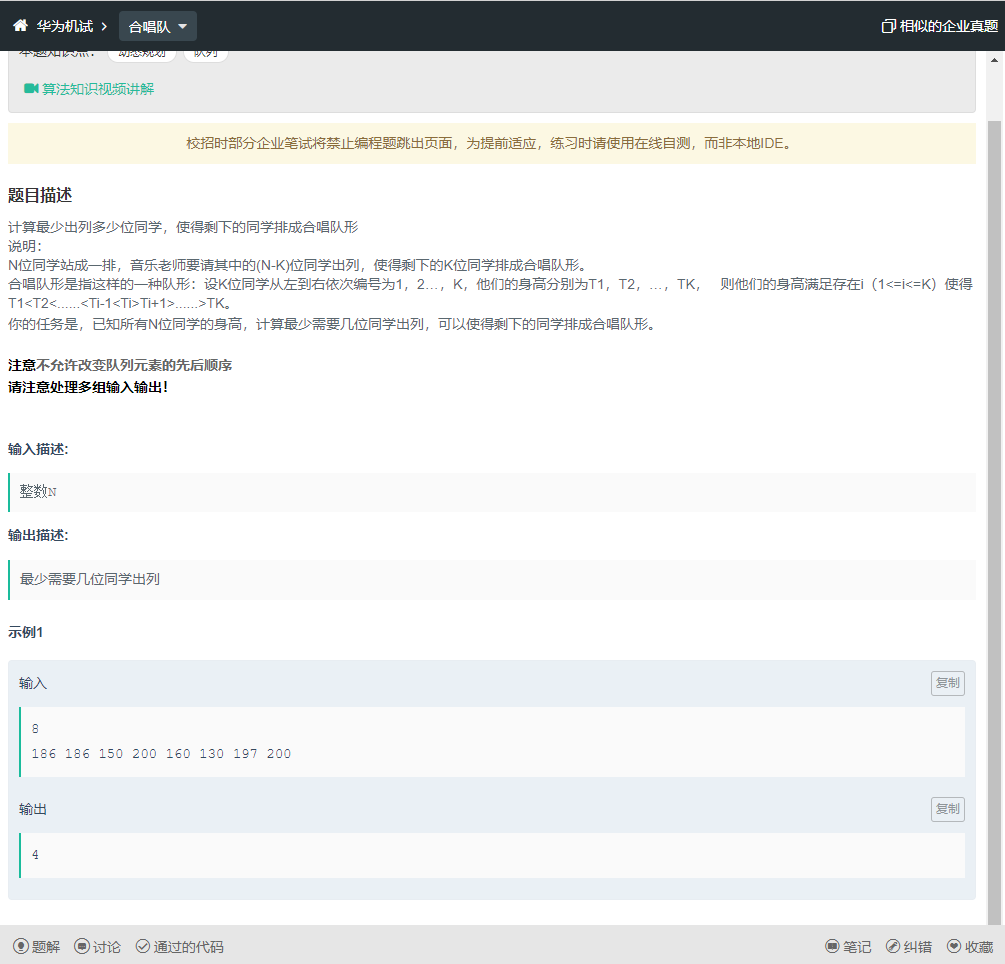 华为机试 合唱队 相似的企业真题
本题知识点： 动态规划 队列
算法知识视频讲解
校招时部分企业笔试将禁止编程题跳出页面，为提前适应，练习时请使用在线自测，而非本地IDE。
题目描述
计算最少出列多少位同学，使得剩下的同学排成合唱队形
说明：
N位同学站成一排，音乐老师要请其中的(N-K)位同学出列，使得剩下的K位同学排成合唱队形。
合唱队形是指这样的一种队形：设K位同学从左到右依次编号为1，2…，K，他们的身高分别为T1，T2，…，TK， 则他们的身高满足存在i（1<=i<=K）使得
T1<T2<......<Ti-1<Ti>Ti+1>......>TK。
你的任务是，已知所有N位同学的身高，计算最少需要几位同学出列，可以使得剩下的同学排成合唱队形。
注意不允许改变队列元素的先后顺序
请注意处理多组输入输出！
输入描述:
整数N
输出描述:
最少需要几位同学出列
示例1
输入 复制
8
186 186 150 200 160 130 197 200
输出 复制
4
题解 讨论 通过的代码 笔记 纠错 收藏